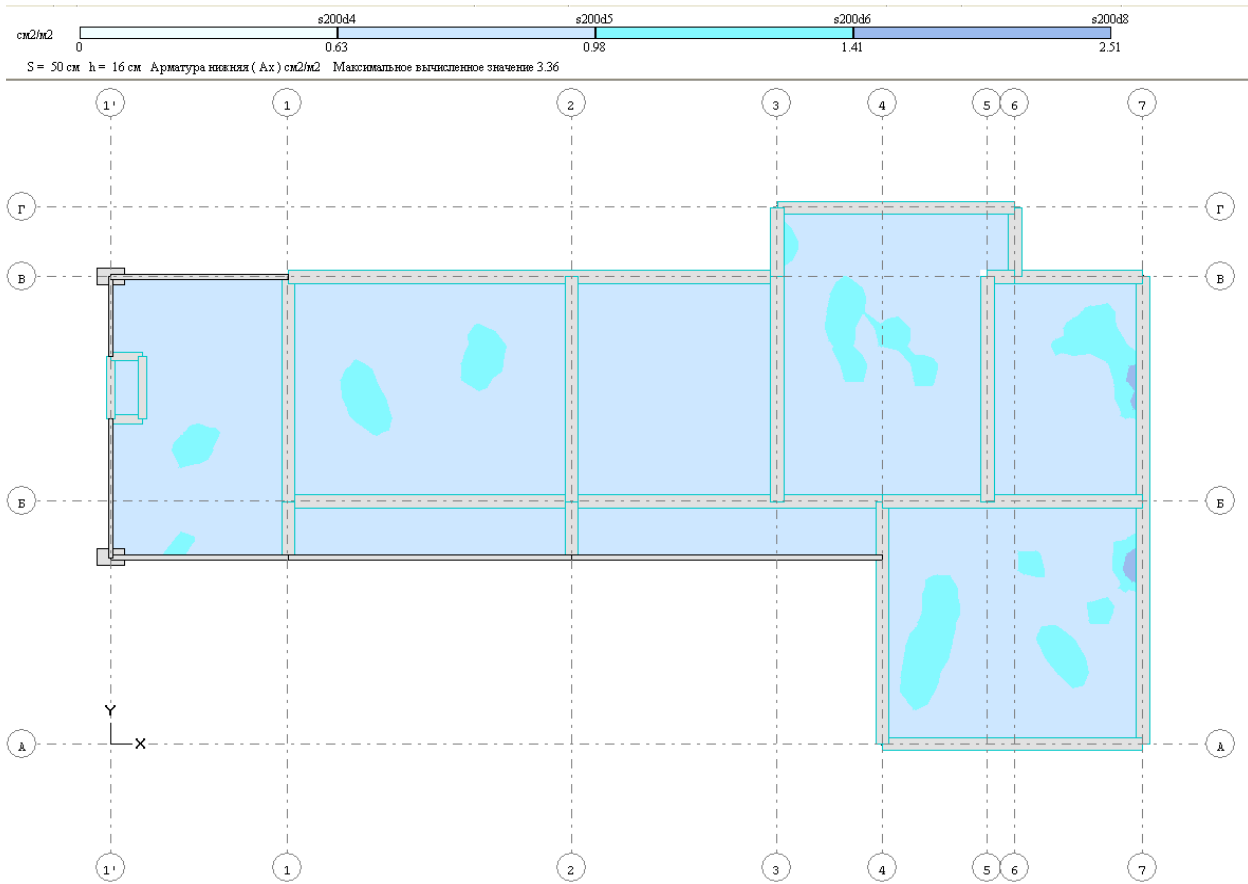 s200d4 s200d5 s200d6 s200d8
см2/м2
0 0.63 0.98 1.41 2.51
S = 50 см h = 16 см Арматура нижняя ( Ax ) см2/м2 Максимальное вычисленное значение 3.36
1' 1 2 3 4 5 6 7
Г Г
В В
Б Б
Y
X
А А
1' 1 2 3 4 5 6 7